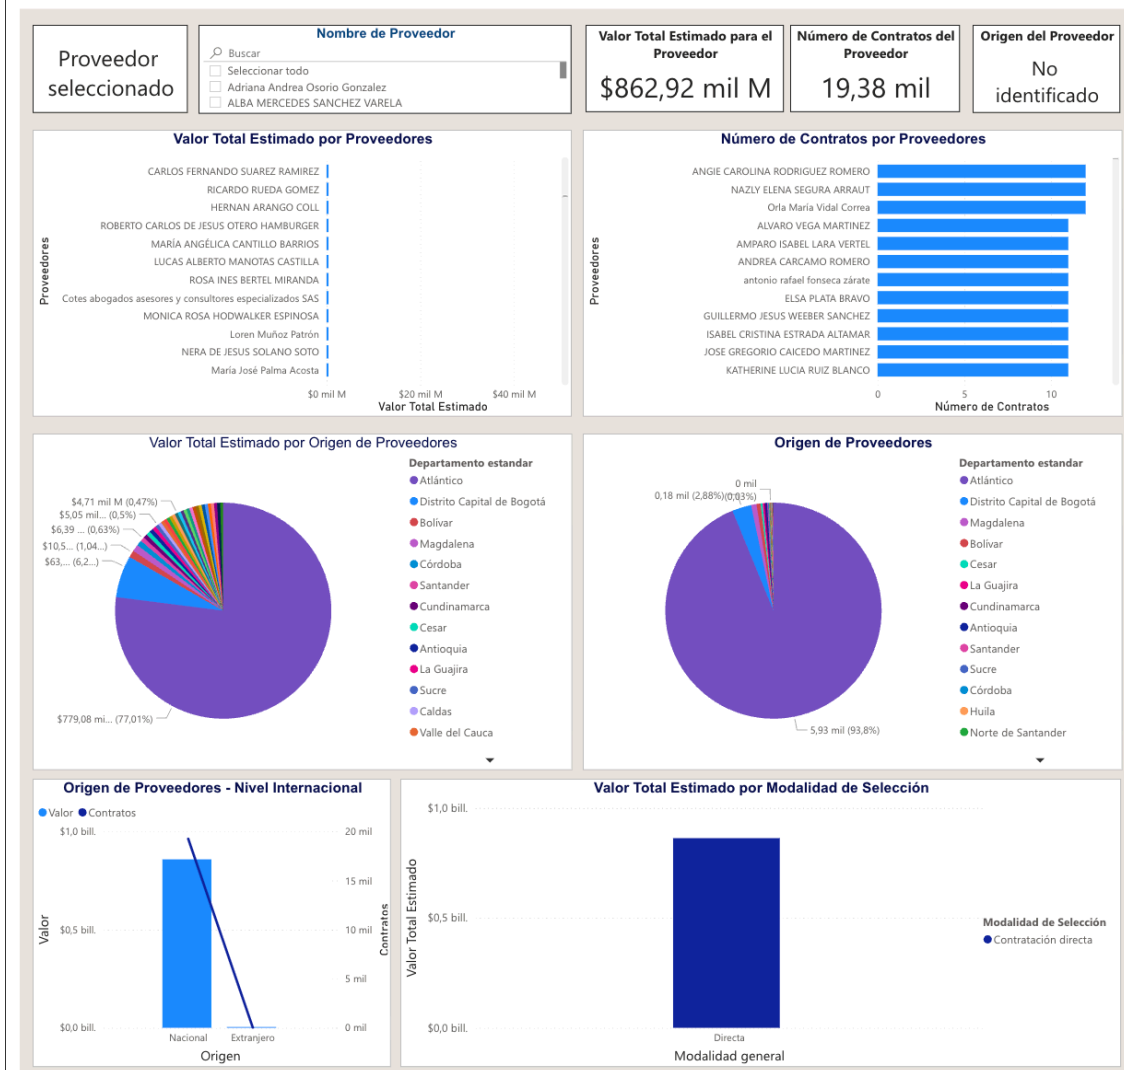 Proveedor
seleccionado
Nombre de Proveedor
Buscar
Seleccionar todo
Adriana Andrea Osorio Gonzalez
ALBA MERCEDES SANCHEZ VARELA
Valor Total Estimado para el
Proveedor
$862,92 mil M
Número de Contratos del
Proveedor
19,38 mil
Origen del Proveedor
No
identificado
Valor Total Estimado por Proveedores
Proveedores
CARLOS FERNANDO SUAREZ RAMIREZ
RICARDO RUEDA GOMEZ
HERNAN ARANGO COLL
ROBERTO CARLOS DE JESUS OTERO HAMBURGER
MARÍA ANGÉLICA CANTILLO BARRIOS
LUCAS ALBERTO MANOTAS CASTILLA
ROSA INES BERTEL MIRANDA
Cotes abogados asesores y consultores especializados SAS
MONICA ROSA HODWALKER ESPINOSA
Loren Muñoz Patrón
NERA DE JESUS SOLANO SOTO
María José Palma Acosta
$0 mil M $20 mil M $40 mil M
Valor Total Estimado
Número de Contratos por Proveedores
Proveedores
ANGIE CAROLINA RODRIGUEZ ROMERO
NAZLY ELENA SEGURA ARRAUT
Orla Maria Vidal Correa
ALVARO VEGA MARTINEZ
AMPARO ISABEL LARA VERTEL
ANDREA CARCAMO ROMERO
antonio rafael fonseca zárate
ELSA PLATA BRAVO
GUILLERMO JESUS WEEBER SANCHEZ
ISABEL CRISTINA ESTRADA ALTAMAR
JOSE GREGORIO CAICEDO MARTINEZ
KATHERINE LUCIA RUIZ BLANCO
0 5 10
Número de Contratos
Valor Total Estimado por Origen de Proveedores
$4,71 mil M (0,47%)
$5,05 mil... (0,5%)
$6,39 ... (0,63%)
$10,5... (1,04...)
$63,... (6,2...)
$779,08 mi... (77,01%)
Departamento estandar
Atlántico
Distrito Capital de Bogotá
Bolívar
Magdalena
Córdoba
Santander
Cundinamarca
Cesar
Antioquia
La Guajira
Sucre
Caldas
Valle del Cauca
Origen de Proveedores
0 mil
(0,03%)
0,18 mil (2,88%)
5,93 mil (93,8%)
Departamento estandar
Atlántico
Distrito Capital de Bogotá
Magdalena
Bolívar
Cesar
La Guajira
Cundinamarca
Antioquia
Santander
Sucre
Córdoba
Huila
Norte de Santander
Origen de Proveedores - Nivel Internacional
Valor Contratos
Valor
$1,0 bill.
$0,5 bill.
$0,0 bill.
20 mil
15 mil
10 mil
5 mil
0 mil
Contratos
Nacional Extranjero
Origen
Valor Total Estimado por Modalidad de Selección
Valor Total Estimado
$1,0 bill.
$0,5 bill.
$0,0 bill.
Directa
Modalidad general
Modalidad de Selección
Contratación directa